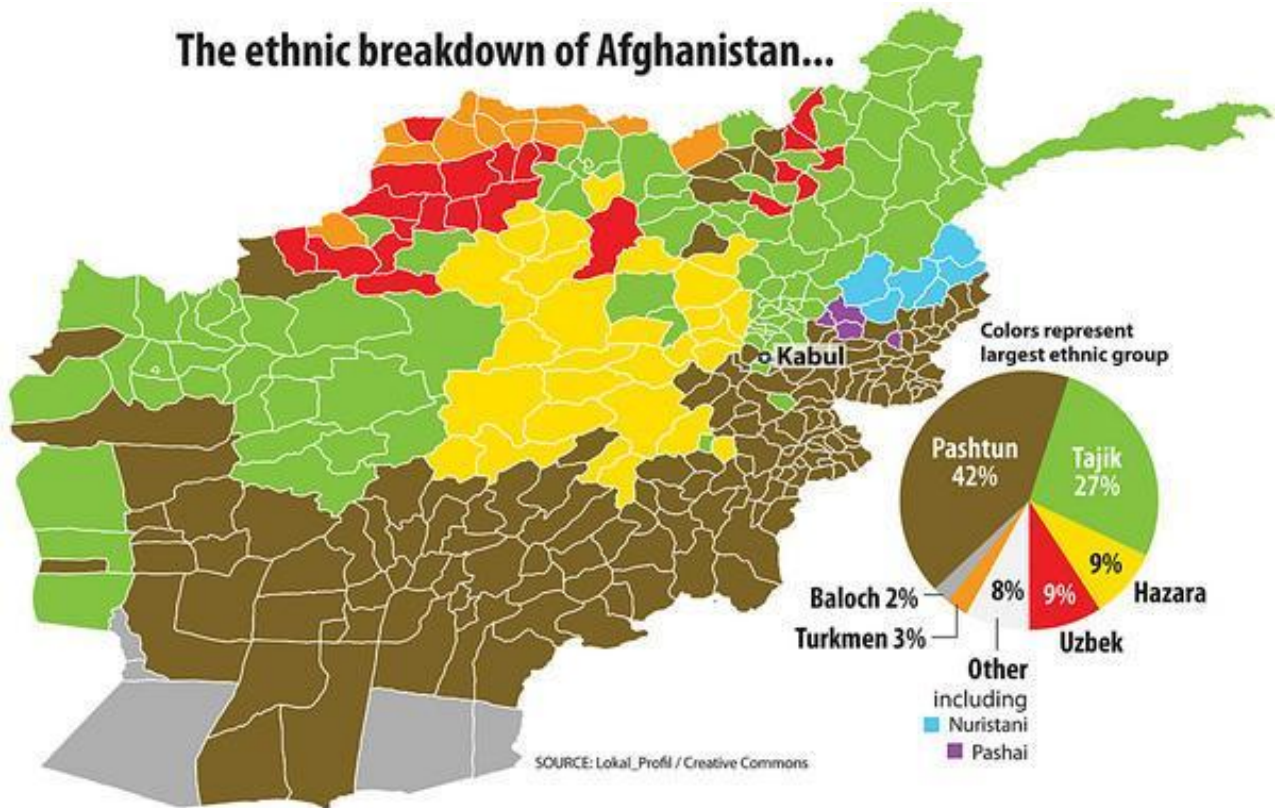 The ethnic breakdown of Afghanistan...
Kabul
Colors represent
largest ethnic group
Pashtun
42%
Tajik
27%
9%
Hazara
9%
Uzbek
8%
Other
including
Nuristani
Pashai
Baloch 2%
Turkmen 3%
SOURCE: Lokal_Profil / Creative Commons